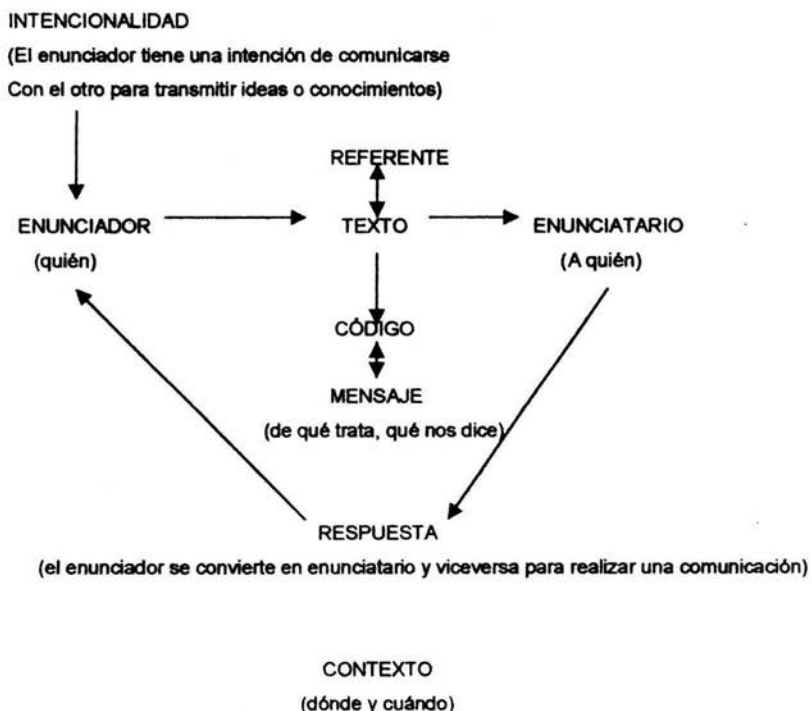 INTENCIONALIDAD
(El enunciador tiene una intención de comunicarse
Con el otro para transmitir ideas o conocimientos)
REFERENTE
ENUNCIADOR
TEXTO
ENUNCIATARIO
(quién)
(A quién)
CÓDIGO
MENSAJE
(de qué trata, qué nos dice)
RESPUESTA
(el enunciador se convierte en enunciatario y viceversa para realizar una comunicación)
CONTEXTO
(dónde y cuándo)